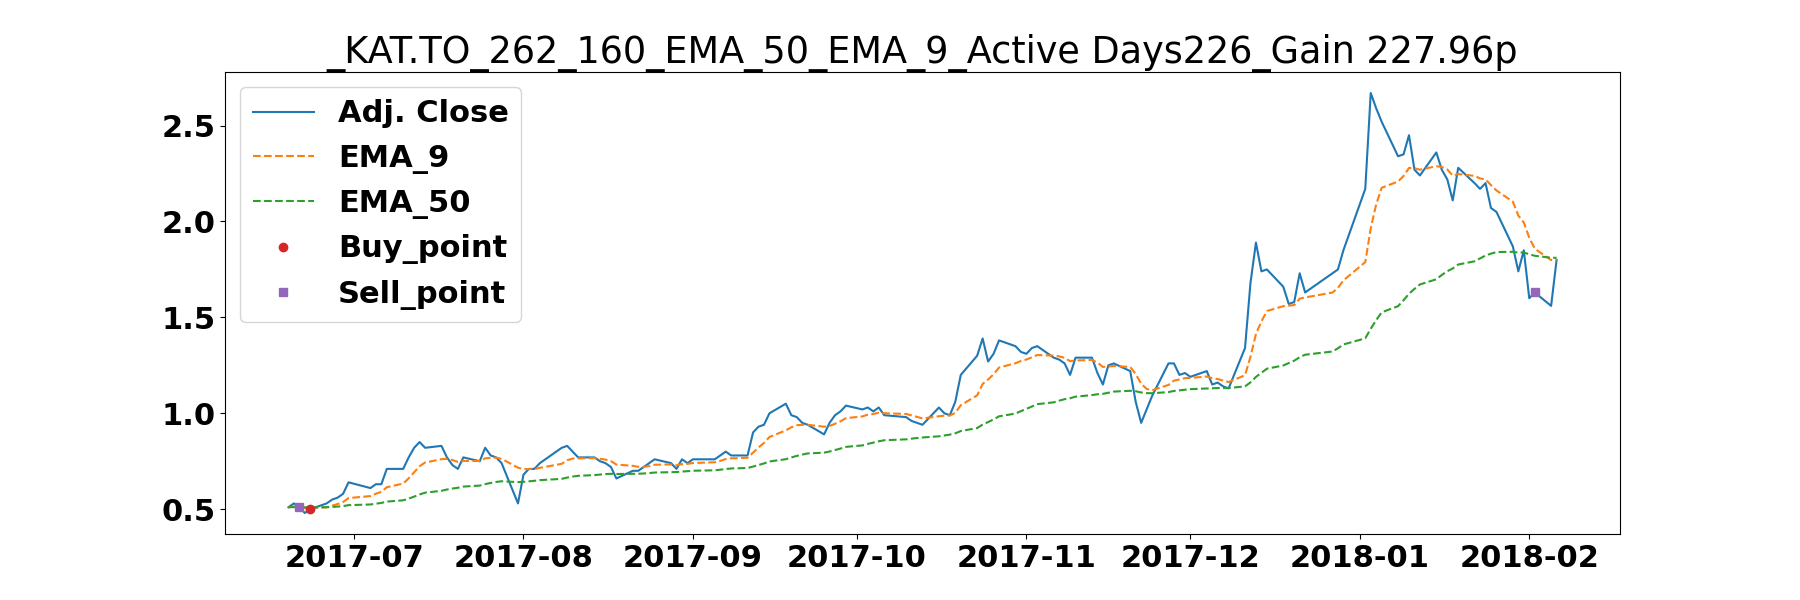 _KAT.TO_262_160_EMA_50_EMA_9_Active Days226_Gain 227.96p
Adj. Close
EMA_9
EMA_50
Buy_point
Sell_point
2.5
2.0
1.5
1.0
0.5
2017-07 2017-08 2017-09 2017-10 2017-11 2017-12 2018-01 2018-02